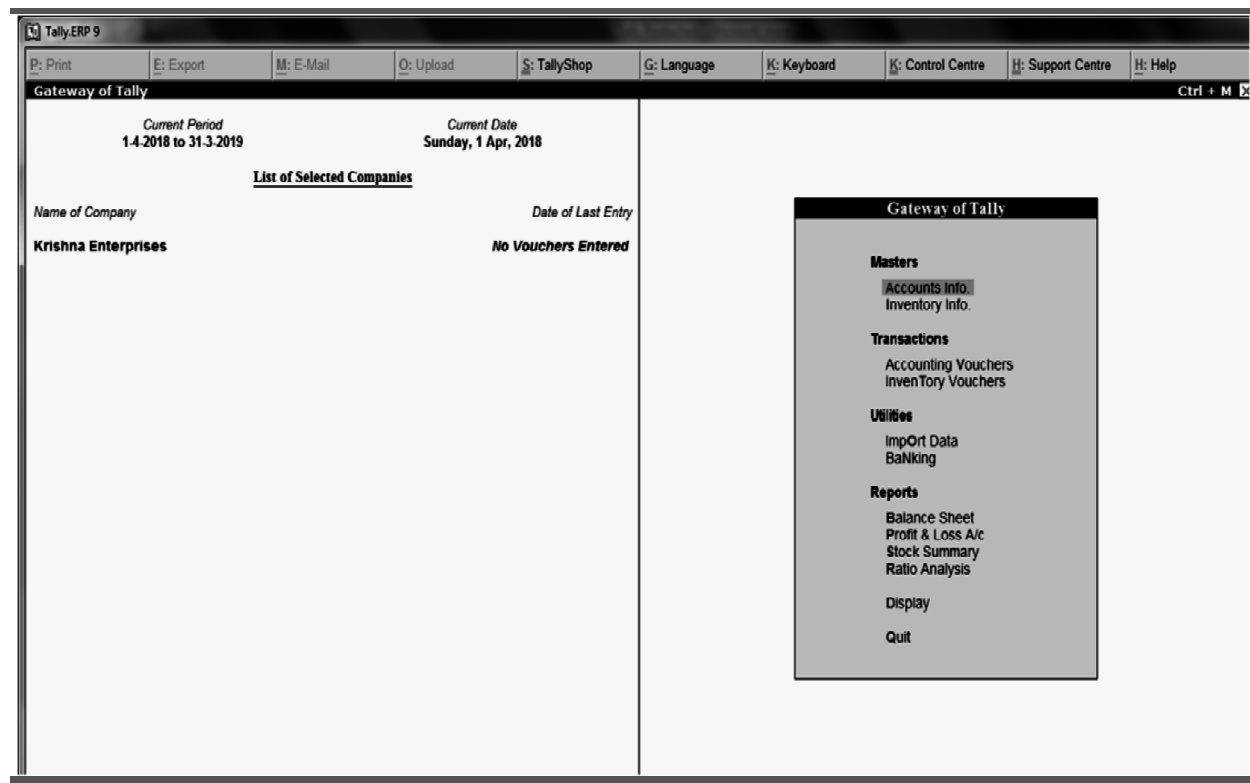 Tally.ERP 9
P: Print E: Export M: E-Mail O: Upload S: TallyShop G: Language K: Keyboard K: Control Centre H: Support Centre H: Help
Gateway of Tally Ctrl + M X
Current Period Current Date
1-4-2018 to 31-3-2019 Sunday, 1 Apr, 2018
List of Selected Companies
Name of Company Date of Last Entry
Krishna Enterprises No Vouchers Entered
Gateway of Tally
Masters
Accounts Info.
Inventory Info.
Transactions
Accounting Vouchers
InvenTory Vouchers
Utilities
ImpOrt Data
BaNking
Reports
Balance Sheet
Profit & Loss A/c
Stock Summary
Ratio Analysis
Display
Quit